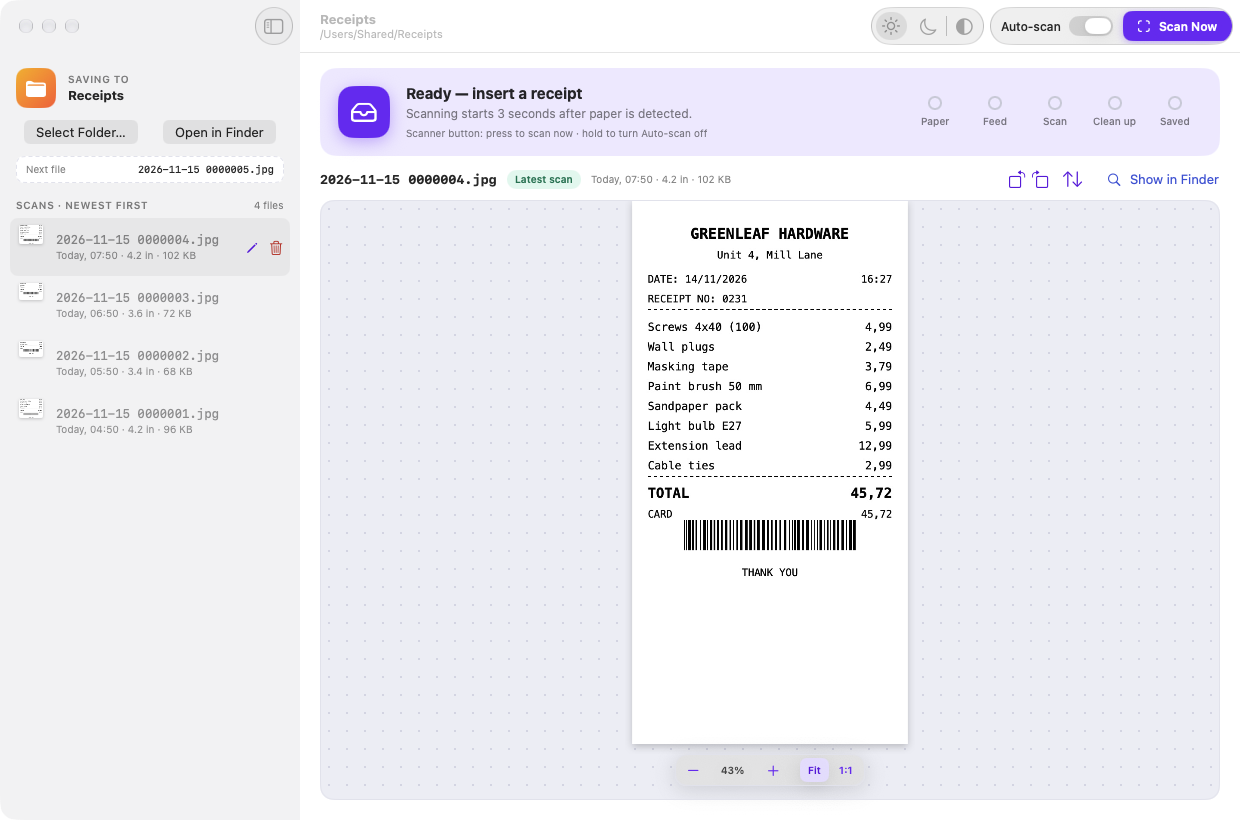 Receipts
/Users/Shared/Receipts
Auto-scan
Scan Now
SAVING TO
Receipts
Select Folder...
Open in Finder
Next file
2026-11-15 0000005.jpg
SCANS · NEWEST FIRST
4 files
2026-11-15 0000004.jpg
Today, 07:50 · 4.2 in · 102 KB
2026-11-15 0000003.jpg
Today, 06:50 · 3.6 in · 72 KB
2026-11-15 0000002.jpg
Today, 05:50 · 3.4 in · 68 KB
2026-11-15 0000001.jpg
Today, 04:50 · 4.2 in · 96 KB
Ready — insert a receipt
Scanning starts 3 seconds after paper is detected.
Scanner button: press to scan now · hold to turn Auto-scan off
Paper
Feed
Scan
Clean up
Saved
2026-11-15 0000004.jpg
Latest scan
Today, 07:50 · 4.2 in · 102 KB
Show in Finder
GREENLEAF HARDWARE
Unit 4, Mill Lane
DATE: 14/11/2026 16:27
RECEIPT NO: 0231
Screws 4x40 (100) 4,99
Wall plugs 2,49
Masking tape 3,79
Paint brush 50 mm 6,99
Sandpaper pack 4,49
Light bulb E27 5,99
Extension lead 12,99
Cable ties 2,99
TOTAL 45,72
CARD 45,72
THANK YOU
43%
Fit
1:1